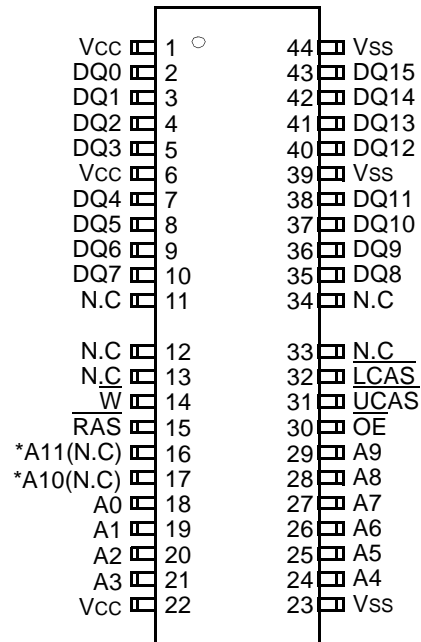 Vcc 1 44 Vss
DQ0 2 43 DQ15
DQ1 3 42 DQ14
DQ2 4 41 DQ13
DQ3 5 40 DQ12
Vcc 6 39 Vss
DQ4 7 38 DQ11
DQ5 8 37 DQ10
DQ6 9 36 DQ9
DQ7 10 35 DQ8
N.C 11 34 N.C
N.C 12 33 N.C
N.C 13 32 L̅C̅A̅S̅
W̅ 14 31 U̅C̅A̅S̅
R̅A̅S̅ 15 30 O̅E̅
*A11(N.C) 16 29 A9
*A10(N.C) 17 28 A8
A0 18 27 A7
A1 19 26 A6
A2 20 25 A5
A3 21 24 A4
Vcc 22 23 Vss